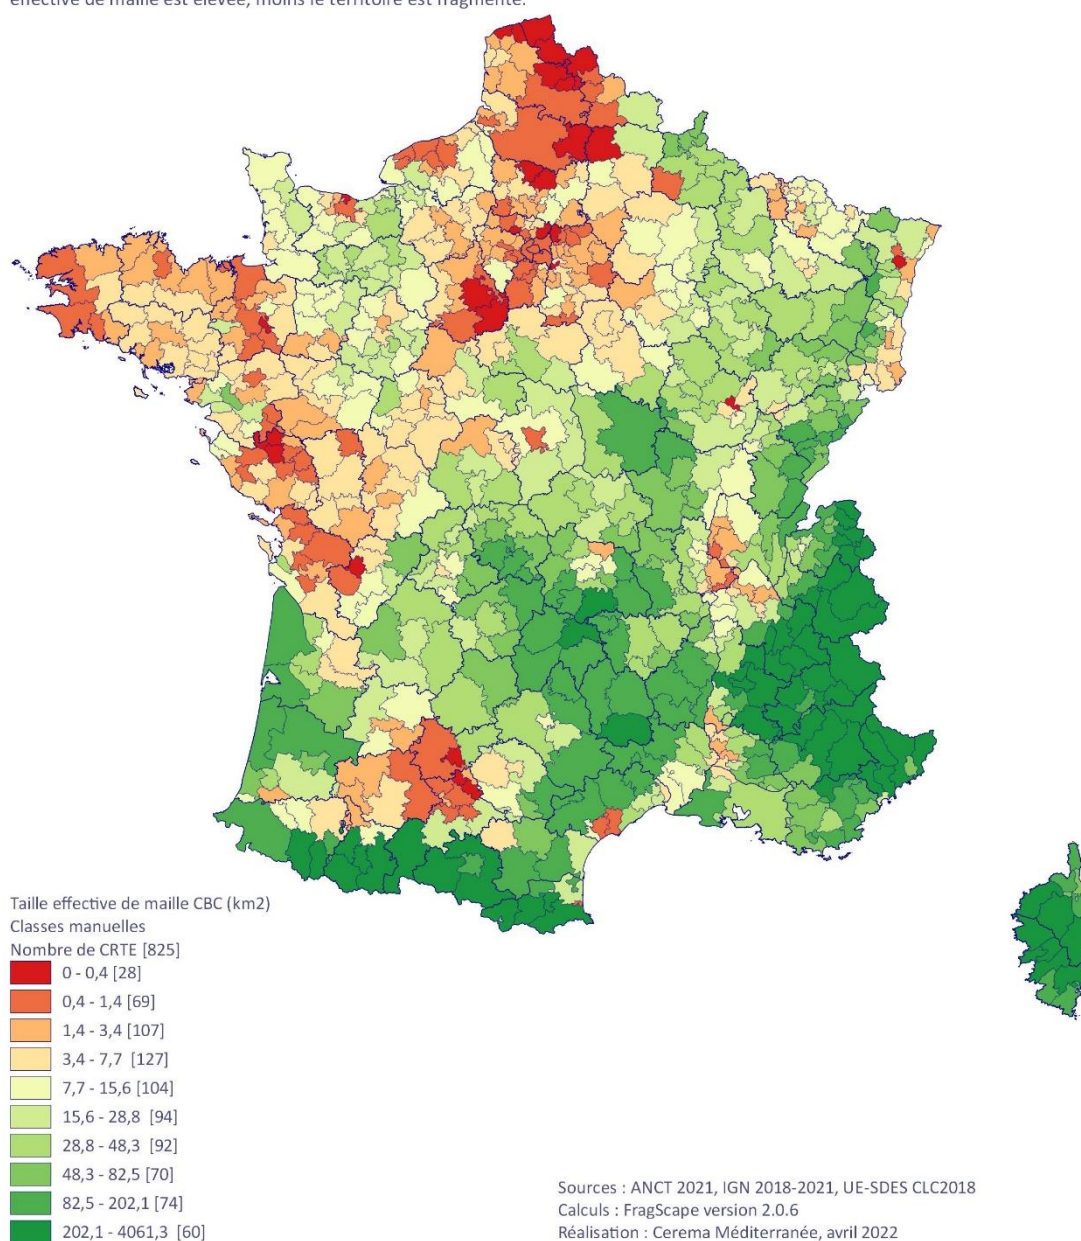 effective de maille est élevée, moins le territoire est fragmenté.
Taille effective de maille CBC (km2)
Classes manuelles
Nombre de CRTE [825]
0 - 0,4 [28]
0,4 - 1,4 [69]
1,4 - 3,4 [107]
3,4 - 7,7 [127]
7,7 - 15,6 [104]
15,6 - 28,8 [94]
28,8 - 48,3 [92]
48,3 - 82,5 [70]
82,5 - 202,1 [74]
202,1 - 4061,3 [60]
Sources : ANCT 2021, IGN 2018-2021, UE-SDES CLC2018
Calculs : FragScape version 2.0.6
Réalisation : Cerema Méditerranée, avril 2022